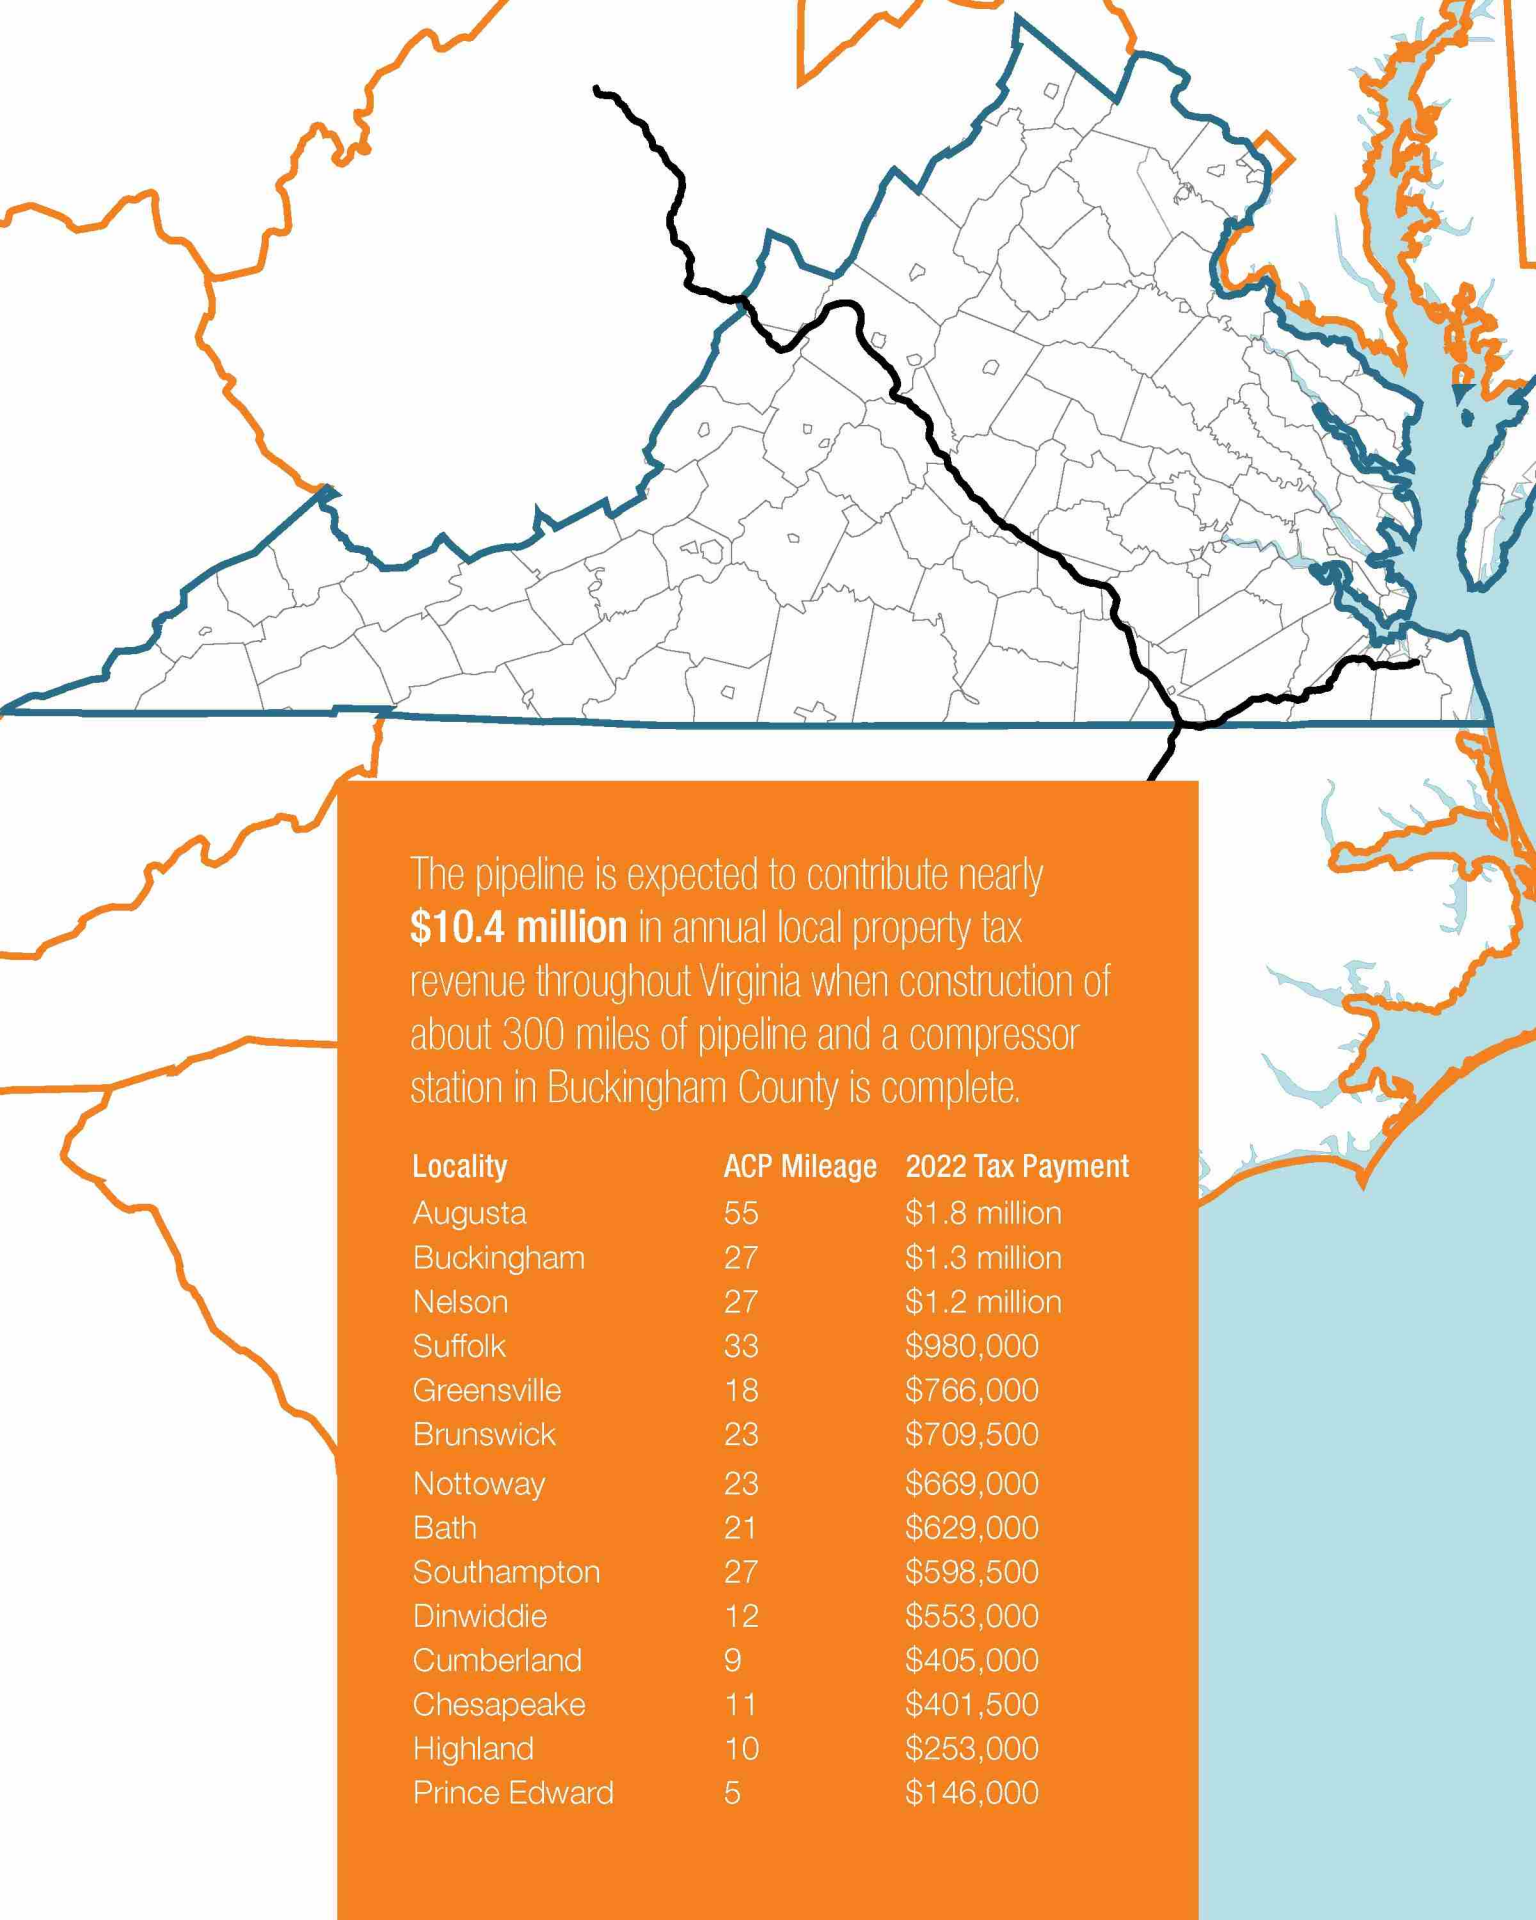 The pipeline is expected to contribute nearly
$10.4 million in annual local property tax
revenue throughout Virginia when construction of
about 300 miles of pipeline and a compressor
station in Buckingham County is complete.
Locality ACP Mileage 2022 Tax Payment
Augusta 55 $1.8 million
Buckingham 27 $1.3 million
Nelson 27 $1.2 million
Suffolk 33 $980,000
Greensville 18 $766,000
Brunswick 23 $709,500
Nottoway 23 $669,000
Bath 21 $629,000
Southampton 27 $598,500
Dinwiddie 12 $553,000
Cumberland 9 $405,000
Chesapeake 11 $401,500
Highland 10 $253,000
Prince Edward 5 $146,000